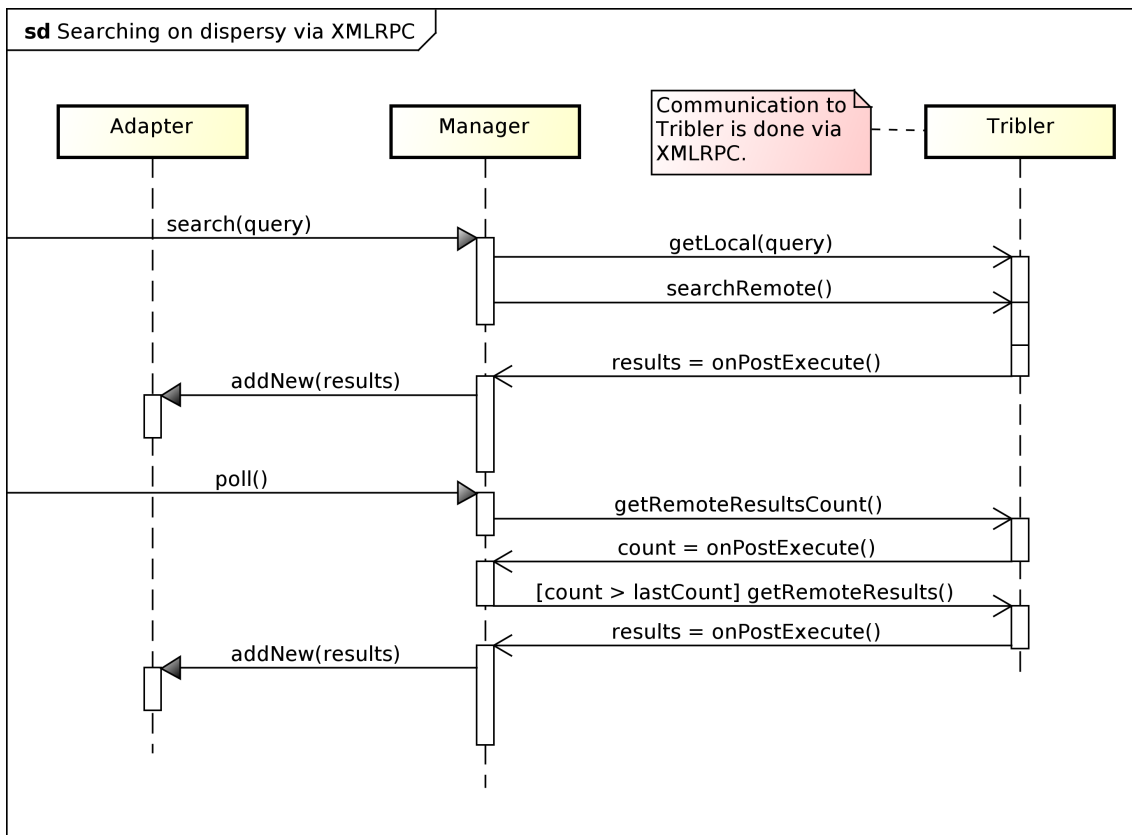 sd Searching on dispersy via XMLRPC
Communication to
Tribler is done via
XMLRPC.
Adapter
Manager
Tribler
search(query)
getLocal(query)
searchRemote()
results = onPostExecute()
addNew(results)
poll()
getRemoteResultsCount()
count = onPostExecute()
[count > lastCount] getRemoteResults()
results = onPostExecute()
addNew(results)